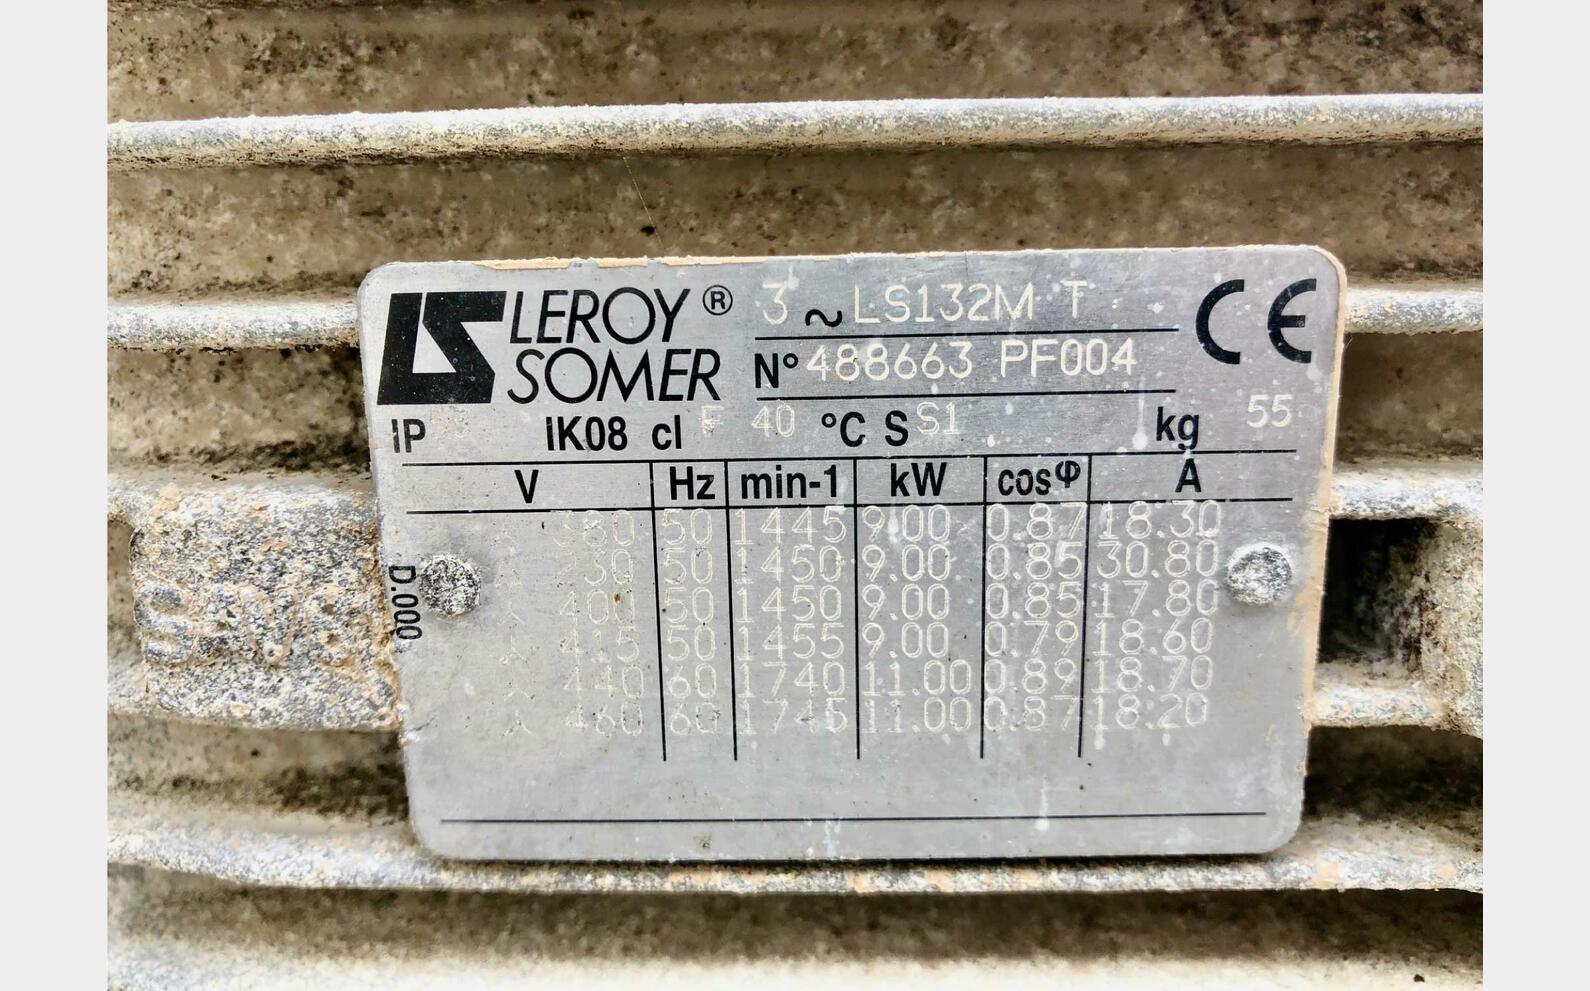 LS LEROY® SOMER
3 ~ LS132M T
N° 488663 PF004
CE
IP 55 IK08 cl F 40 °C S S1 kg 55
V Hz min-1 kW cosφ A
380 50 1445 9.00 0.87 18.30
30 50 1450 9.00 0.85 30.80
⅄ 400 50 1450 9.00 0.85 17.80
⅄ 415 50 1455 9.00 0.79 18.60
⅄ 440 60 1740 11.00 0.89 18.70
⅄ 460 60 1745 11.00 0.87 18.20
D.000